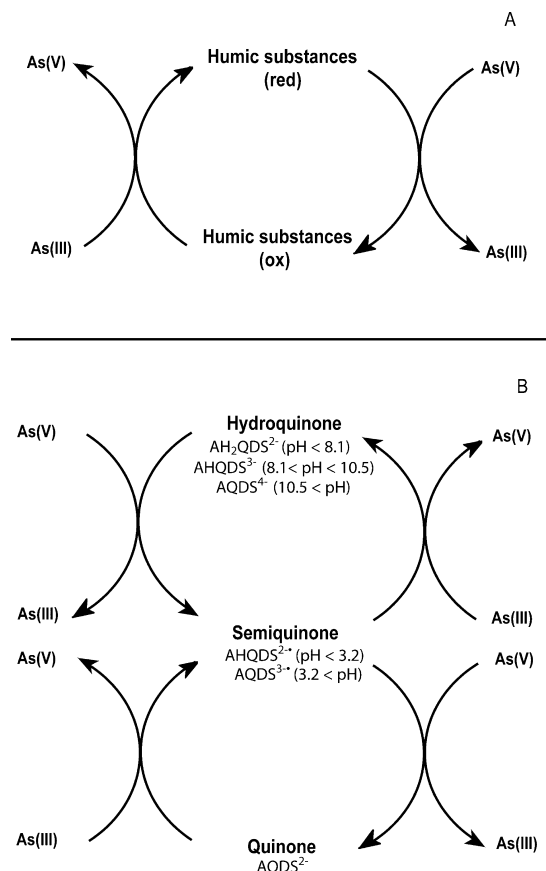 A
As(V)
Humic substances
(red)
As(V)
As(III)
Humic substances
(ox)
As(III)
B
As(V)
Hydroquinone
As(V)
AH₂QDS²⁻ (pH < 8.1)
AHQDS³⁻ (8.1< pH < 10.5)
AQDS⁴⁻ (10.5 < pH)
As(III)
As(III)
Semiquinone
As(V)
As(V)
AHQDS²⁻• (pH < 3.2)
AQDS³⁻• (3.2 < pH)
As(III)
Quinone
As(III)
AQDS²⁻